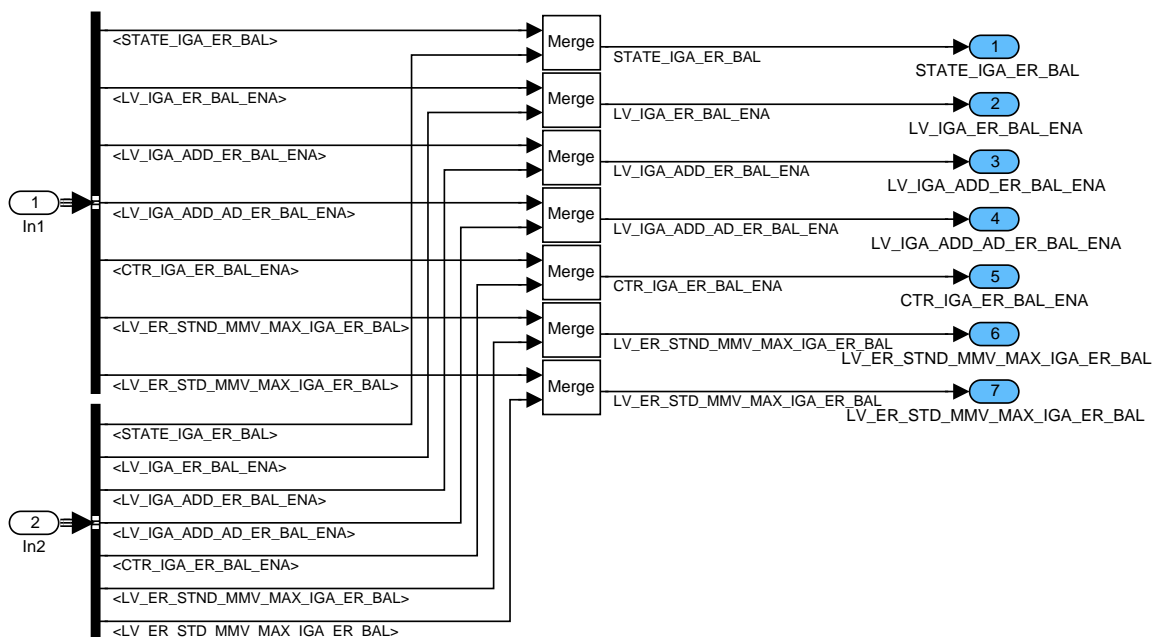 <STATE_IGA_ER_BAL>
Merge
STATE_IGA_ER_BAL
1
STATE_IGA_ER_BAL
<LV_IGA_ER_BAL_ENA>
Merge
LV_IGA_ER_BAL_ENA
2
LV_IGA_ER_BAL_ENA
<LV_IGA_ADD_ER_BAL_ENA>
Merge
LV_IGA_ADD_ER_BAL_ENA
3
LV_IGA_ADD_ER_BAL_ENA
1
In1
<LV_IGA_ADD_AD_ER_BAL_ENA>
Merge
LV_IGA_ADD_AD_ER_BAL_ENA
4
LV_IGA_ADD_AD_ER_BAL_ENA
<CTR_IGA_ER_BAL_ENA>
Merge
CTR_IGA_ER_BAL_ENA
5
CTR_IGA_ER_BAL_ENA
<LV_ER_STND_MMV_MAX_IGA_ER_BAL>
Merge
LV_ER_STND_MMV_MAX_IGA_ER_BAL
6
LV_ER_STND_MMV_MAX_IGA_ER_BAL
<LV_ER_STD_MMV_MAX_IGA_ER_BAL>
Merge
LV_ER_STD_MMV_MAX_IGA_ER_BAL
7
LV_ER_STD_MMV_MAX_IGA_ER_BAL
<STATE_IGA_ER_BAL>
<LV_IGA_ER_BAL_ENA>
<LV_IGA_ADD_ER_BAL_ENA>
2
In2
<LV_IGA_ADD_AD_ER_BAL_ENA>
<CTR_IGA_ER_BAL_ENA>
<LV_ER_STND_MMV_MAX_IGA_ER_BAL>
<LV_ER_STD_MMV_MAX_IGA_ER_BAL>